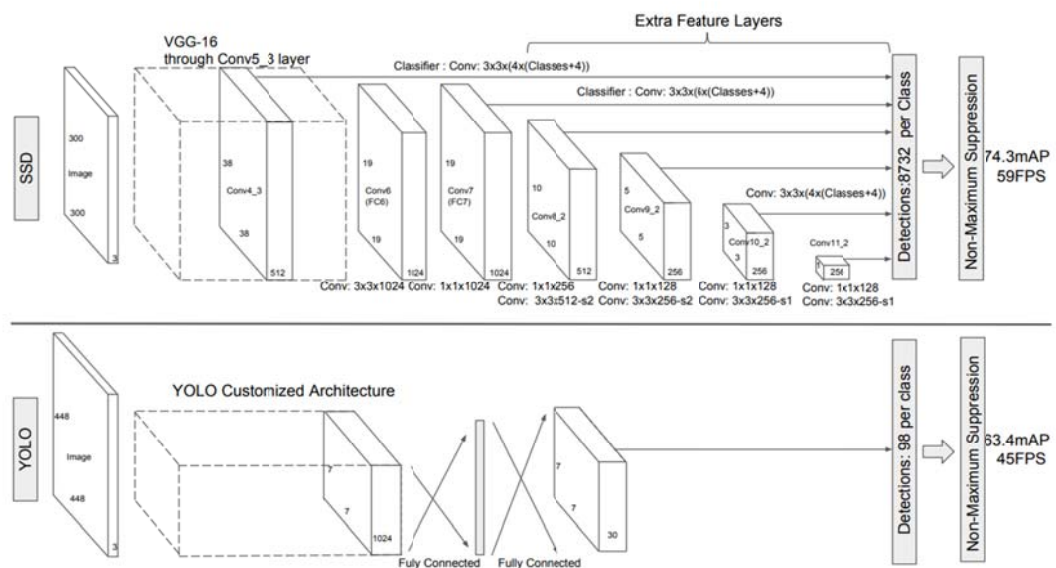 Extra Feature Layers
VGG-16
through Conv5_3 layer
Classifier : Conv: 3x3x(4x(Classes+4))
Classifier : Conv: 3x3x(6x(Classes+4))
SSD
300
Image
300
3
38
Conv4_3
38
512
19
Conv6
(FC6)
19
1024
19
Conv7
(FC7)
19
1024
10
Conv8_2
10
512
5
Conv9_2
5
256
Conv: 3x3x(4x(Classes+4))
3
Conv10_2
3
256
Conv11_2
1
256
Detections:8732 per Class
Non-Maximum Suppression
74.3mAP
59FPS
Conv: 3x3x1024
Conv: 1x1x1024
Conv: 1x1x256
Conv: 3x3x512-s2
Conv: 1x1x128
Conv: 3x3x256-s2
Conv: 1x1x128
Conv: 3x3x256-s1
Conv: 1x1x128
Conv: 3x3x256-s1
YOLO
448
Image
448
3
YOLO Customized Architecture
7
7
1024
Fully Connected
Fully Connected
7
7
30
Detections: 98 per class
Non-Maximum Suppression
63.4mAP
45FPS